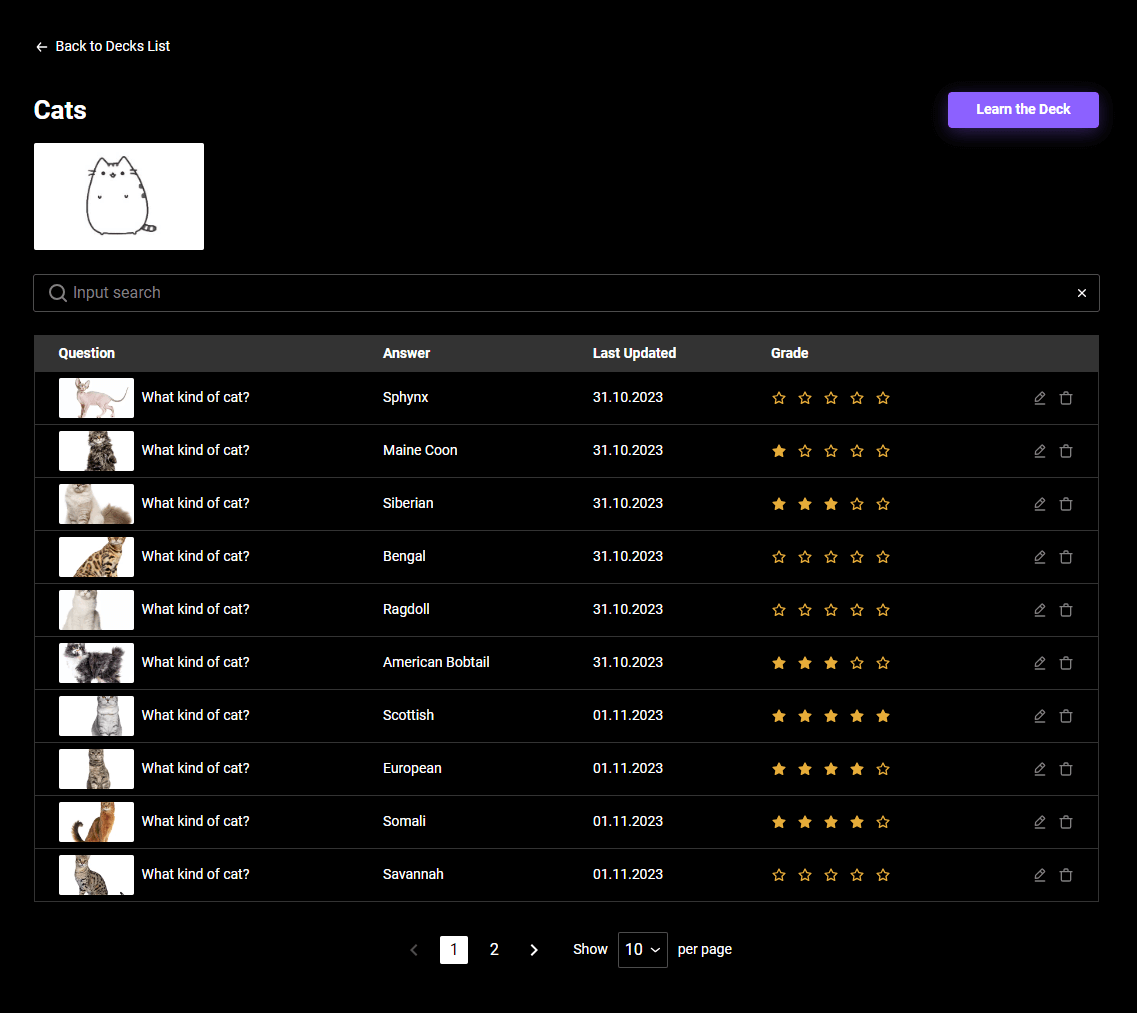 Back to Decks List
Cats
Learn the Deck
Input search
Question Answer Last Updated Grade
What kind of cat? Sphynx 31.10.2023
What kind of cat? Maine Coon 31.10.2023
What kind of cat? Siberian 31.10.2023
What kind of cat? Bengal 31.10.2023
What kind of cat? Ragdoll 31.10.2023
What kind of cat? American Bobtail 31.10.2023
What kind of cat? Scottish 01.11.2023
What kind of cat? European 01.11.2023
What kind of cat? Somali 01.11.2023
What kind of cat? Savannah 01.11.2023
1 2 Show 10 per page